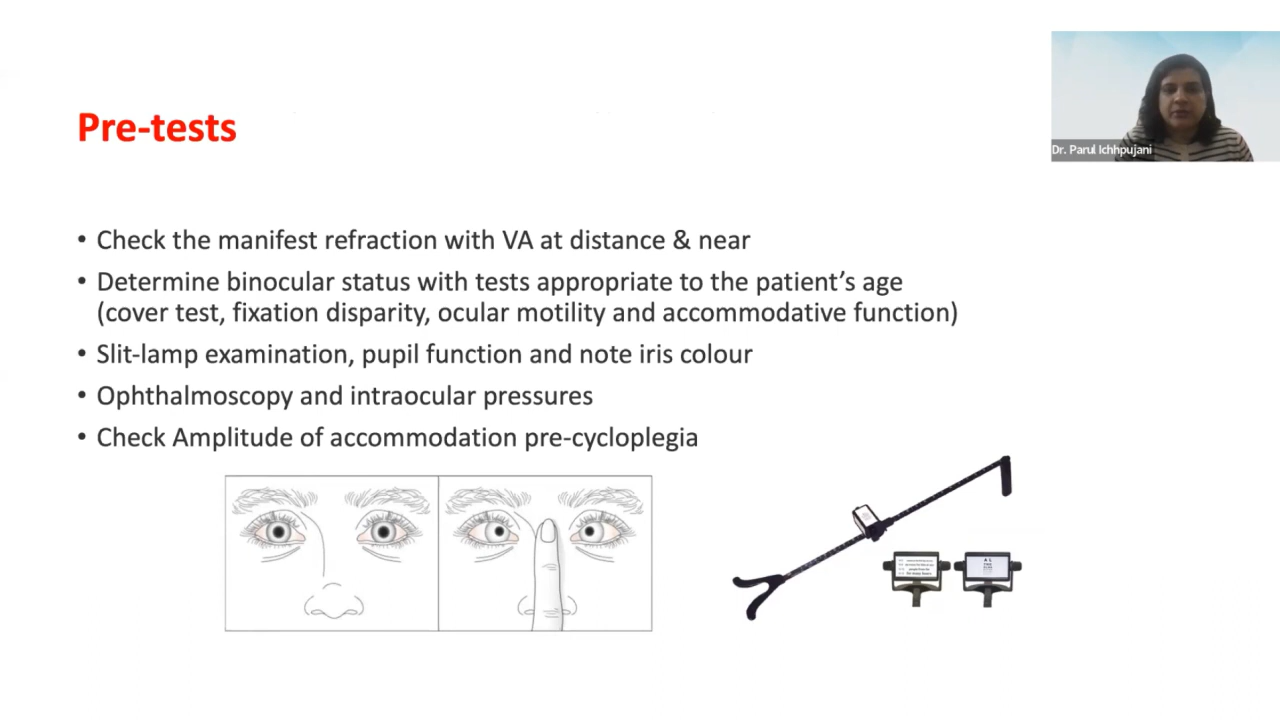 Pre-tests
Dr. Parul Ichhpujani
• Check the manifest refraction with VA at distance & near
• Determine binocular status with tests appropriate to the patient’s age
(cover test, fixation disparity, ocular motility and accommodative function)
• Slit-lamp examination, pupil function and note iris colour
• Ophthalmoscopy and intraocular pressures
• Check Amplitude of accommodation pre-cycloplegia